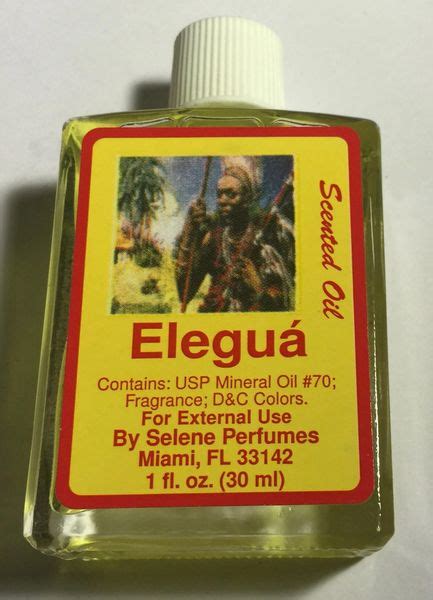 Scented Oil
Eleguá
Contains: USP Mineral Oil #70;
Fragrance; D&C Colors.
For External Use
By Selene Perfumes
Miami, FL 33142
1 fl. oz. (30 ml)